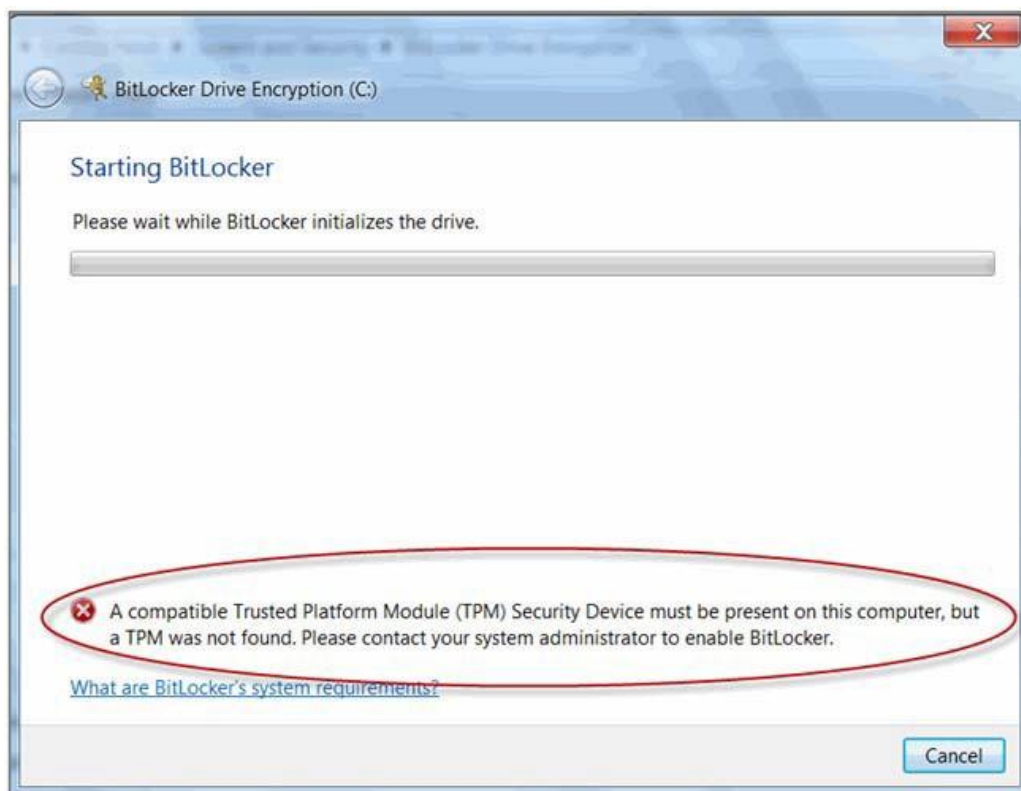 BitLocker Drive Encryption (C:)
Starting BitLocker
Please wait while BitLocker initializes the drive.
A compatible Trusted Platform Module (TPM) Security Device must be present on this computer, but
a TPM was not found. Please contact your system administrator to enable BitLocker.
What are BitLocker's system requirements?
Cancel